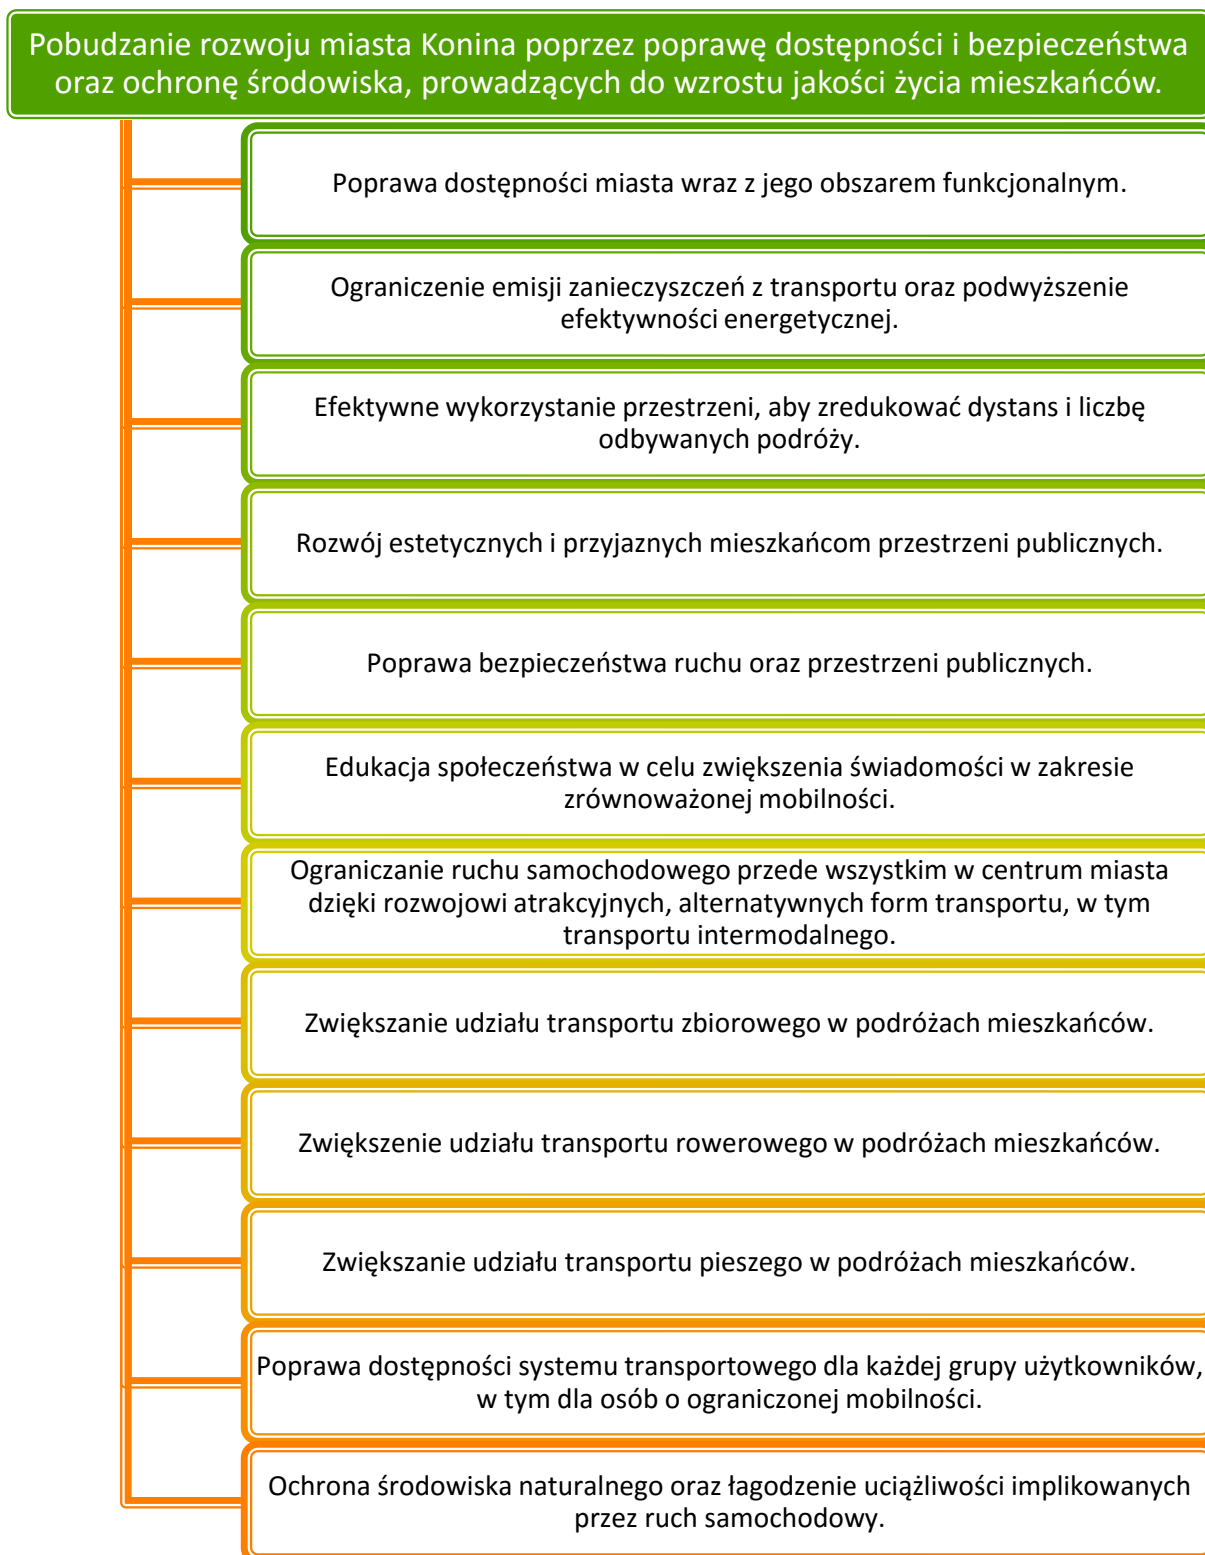 Pobudzanie rozwoju miasta Konina poprzez poprawę dostępności i bezpieczeństwa
oraz ochronę środowiska, prowadzących do wzrostu jakości życia mieszkańców.
Poprawa dostępności miasta wraz z jego obszarem funkcjonalnym.
Ograniczenie emisji zanieczyszczeń z transportu oraz podwyższenie
efektywności energetycznej.
Efektywne wykorzystanie przestrzeni, aby zredukować dystans i liczbę
odbywanych podróży.
Rozwój estetycznych i przyjaznych mieszkańcom przestrzeni publicznych.
Poprawa bezpieczeństwa ruchu oraz przestrzeni publicznych.
Edukacja społeczeństwa w celu zwiększenia świadomości w zakresie
zrównoważonej mobilności.
Ograniczanie ruchu samochodowego przede wszystkim w centrum miasta
dzięki rozwojowi atrakcyjnych, alternatywnych form transportu, w tym
transportu intermodalnego.
Zwiększanie udziału transportu zbiorowego w podróżach mieszkańców.
Zwiększenie udziału transportu rowerowego w podróżach mieszkańców.
Zwiększanie udziału transportu pieszego w podróżach mieszkańców.
Poprawa dostępności systemu transportowego dla każdej grupy użytkowników,
w tym dla osób o ograniczonej mobilności.
Ochrona środowiska naturalnego oraz łagodzenie uciążliwości implikowanych
przez ruch samochodowy.